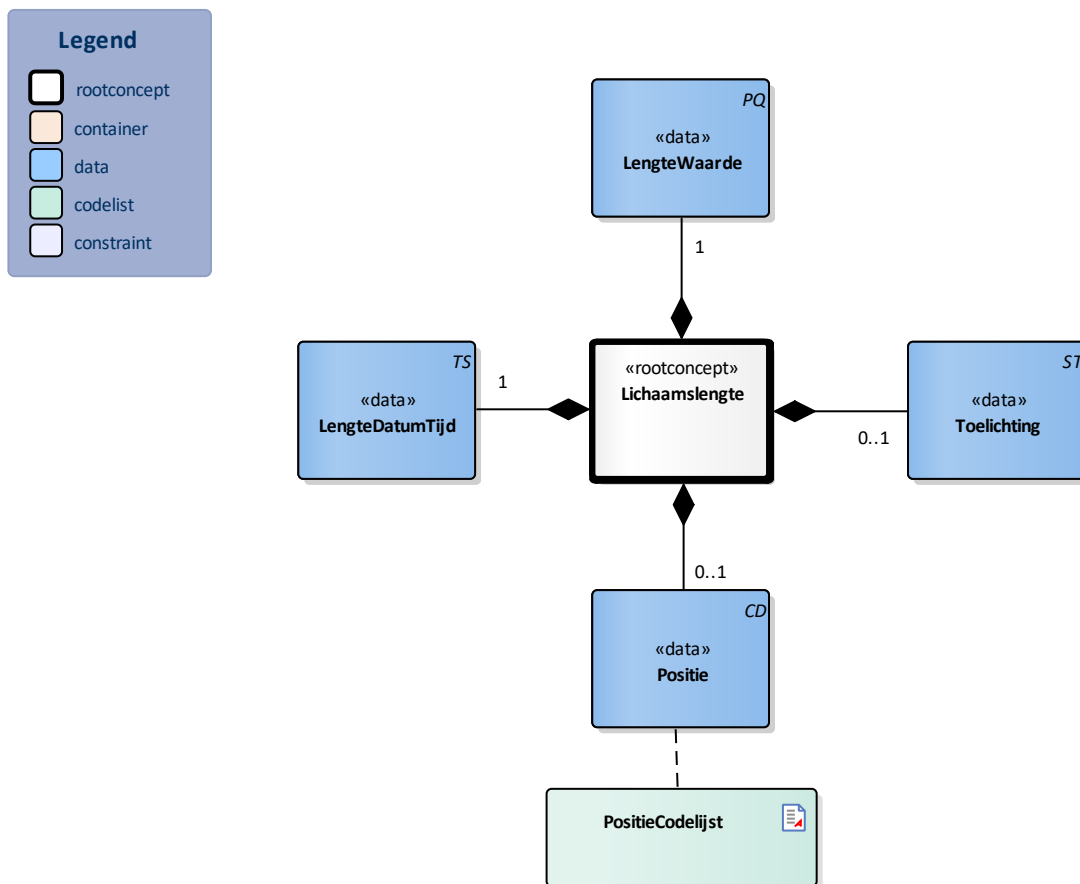 Legend
rootconcept
container
data
codelist
constraint
PQ
«data»
LengteWaarde
1
TS
«data»
LengteDatumTijd
1
«rootconcept»
Lichaamslengte
ST
«data»
Toelichting
0..1
0..1
CD
«data»
Positie
PositieCodelijst